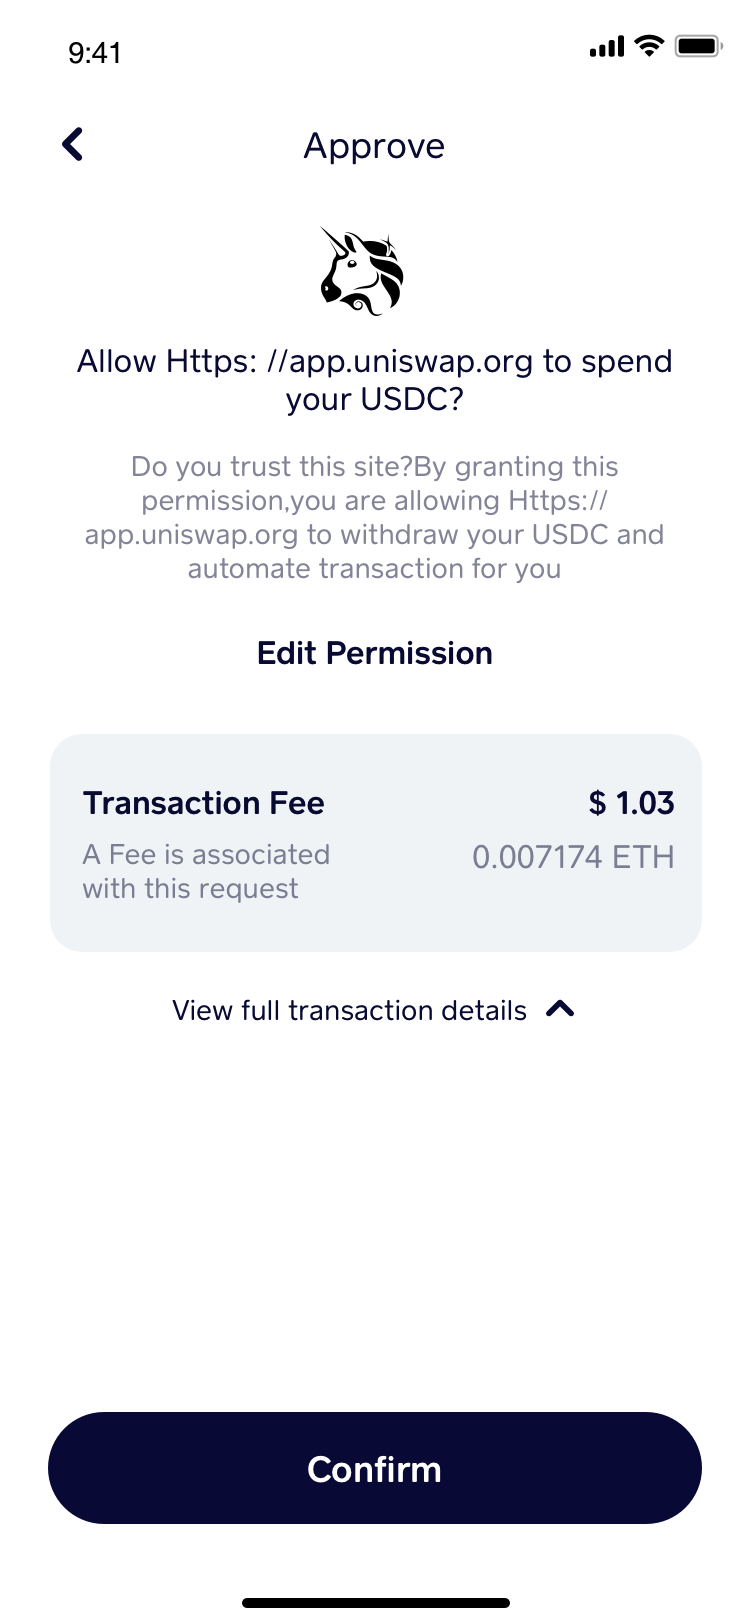 9:41
Approve
Allow Https: //app.uniswap.org to spend
your USDC?
Do you trust this site?By granting this
permission,you are allowing Https://
app.uniswap.org to withdraw your USDC and
automate transaction for you
Edit Permission
Transaction Fee
$ 1.03
A Fee is associated
with this request
0.007174 ETH
View full transaction details
Confirm